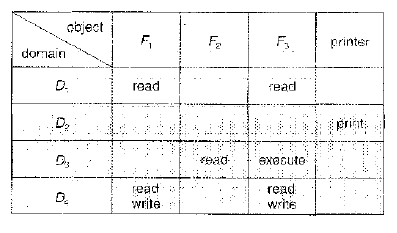 object F₁ F₂ F₃ printer
domain
D₁ read read
D₂ print
D₃ read execute
D₄ read write read write